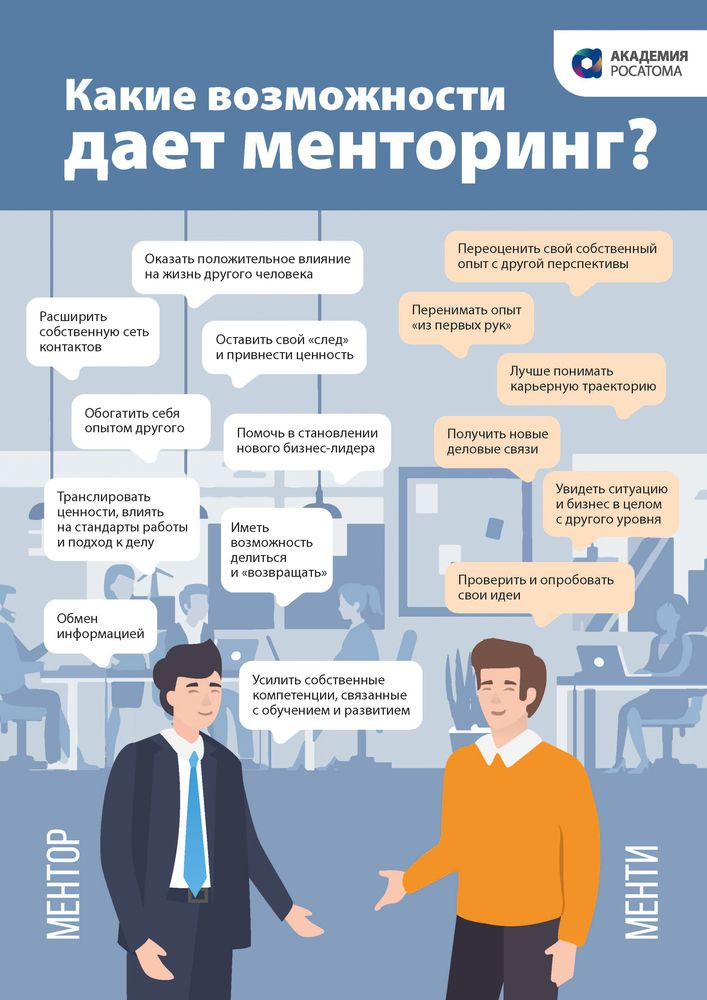 АКАДЕМИЯ
РОСАТОМА
Какие возможности
дает менторинг?
Оказать положительное влияние
на жизнь другого человека
Расширить
собственную сеть
контактов
Оставить свой «след»
и привнести ценность
Обогатить себя
опытом другого
Помочь в становлении
нового бизнес-лидера
Транслировать
ценности, влиять
на стандарты работы
и подход к делу
Иметь
возможность
делиться
и «возвращать»
Обмен
информацией
Усилить собственные
компетенции, связанные
с обучением и развитием
Переоценить свой собственный
опыт с другой перспективы
Перенимать опыт
«из первых рук»
Лучше понимать
карьерную траекторию
Получить новые
деловые связи
Увидеть ситуацию
и бизнес в целом
с другого уровня
Проверить и опробовать
свои идеи
МЕНТОР
МЕНТИ